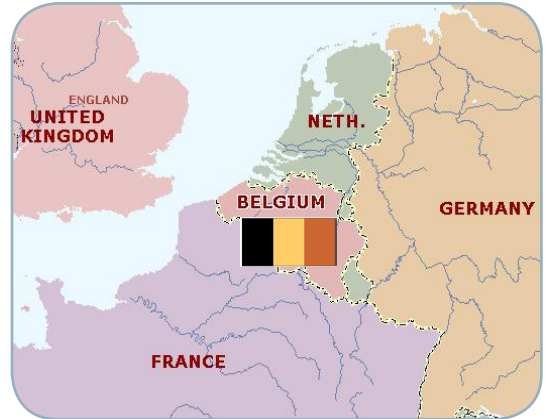 ENGLAND
UNITED
KINGDOM
NETH.
BELGIUM
GERMANY
FRANCE